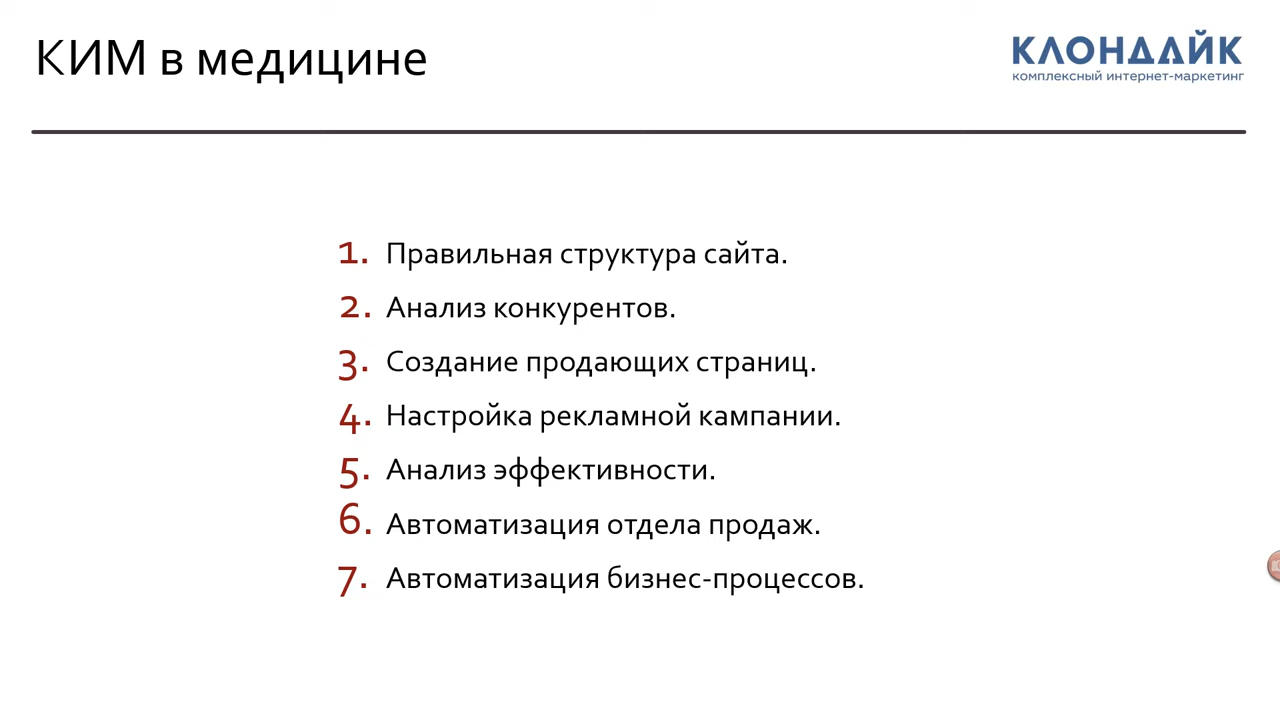 КИМ в медицине
КЛОНДАЙК
комплексный интернет-маркетинг
1. Правильная структура сайта.
2. Анализ конкурентов.
3. Создание продающих страниц.
4. Настройка рекламной кампании.
5. Анализ эффективности.
6. Автоматизация отдела продаж.
7. Автоматизация бизнес-процессов.